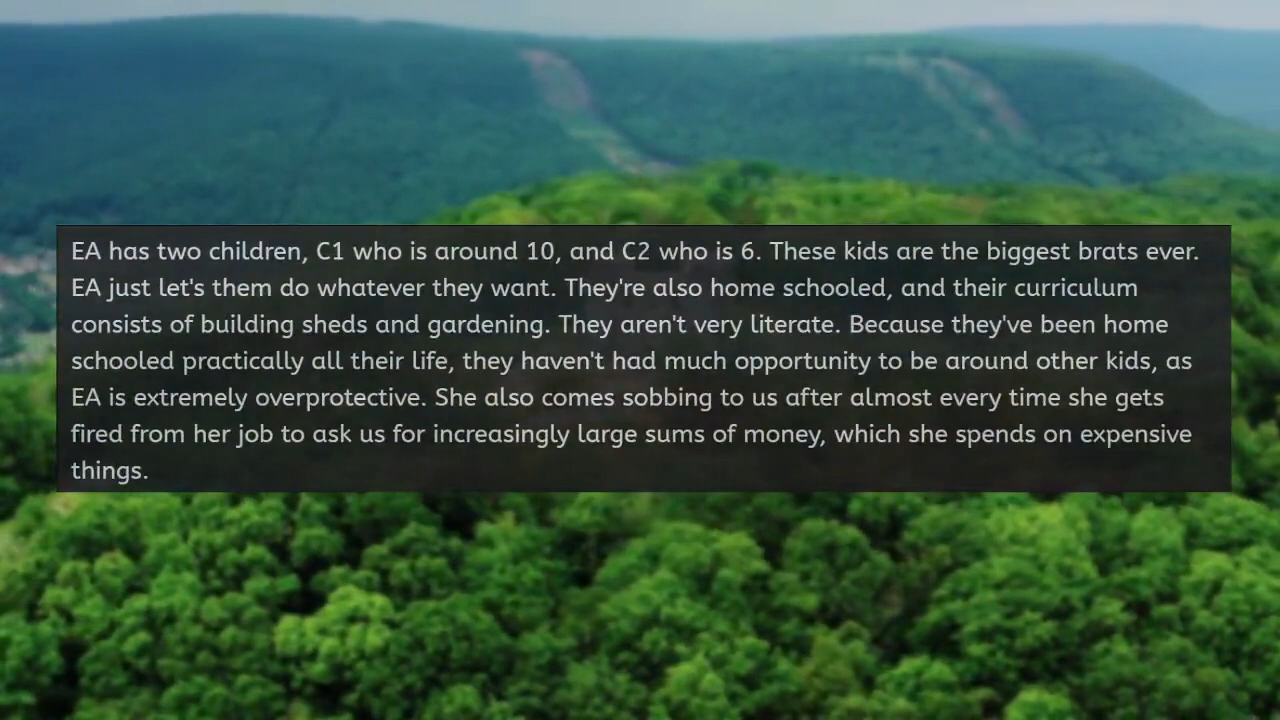 EA has two children, C1 who is around 10, and C2 who is 6. These kids are the biggest brats ever.
EA just let's them do whatever they want. They're also home schooled, and their curriculum
consists of building sheds and gardening. They aren't very literate. Because they've been home
schooled practically all their life, they haven't had much opportunity to be around other kids, as
EA is extremely overprotective. She also comes sobbing to us after almost every time she gets
fired from her job to ask us for increasingly large sums of money, which she spends on expensive
things.